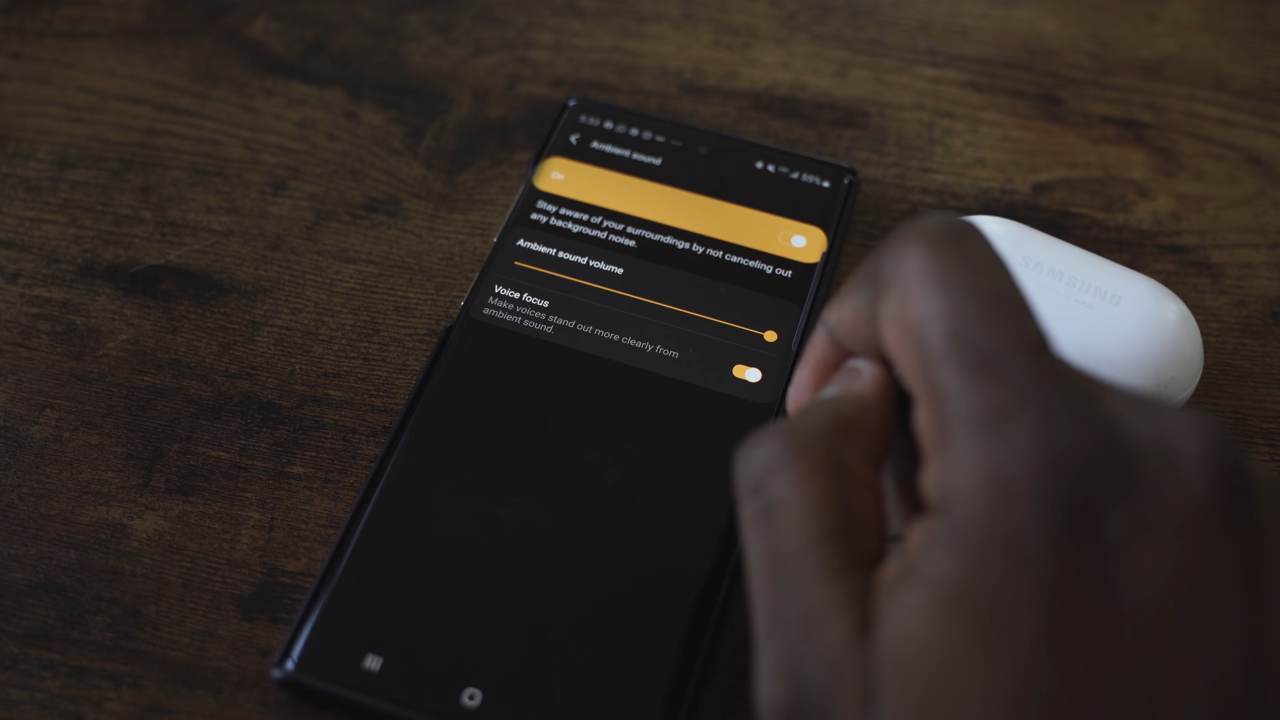 Ambient sound
On
Stay aware of your surroundings by not canceling out
any background noise.
Ambient sound volume
Voice focus
Make voices stand out more clearly from
ambient sound.
55%
SAMSUNG